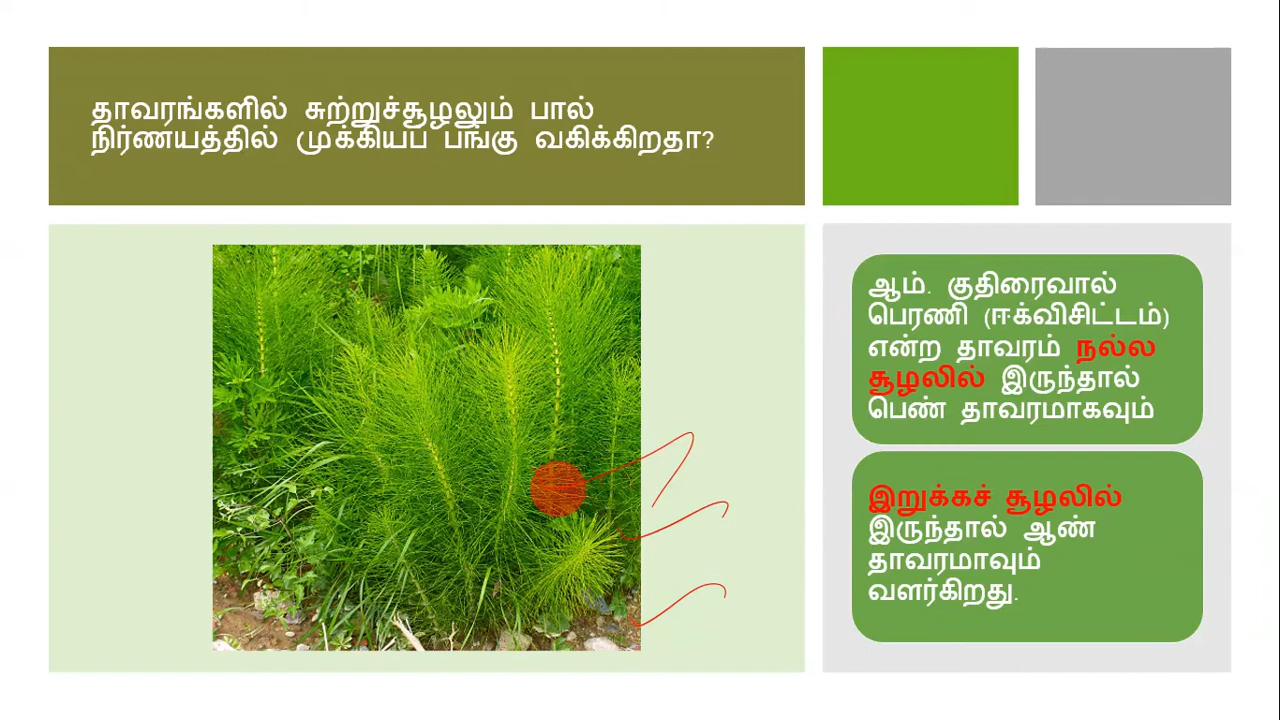 தாவரங்களில் சுற்றுச்சூழலும் பால்
நிர்ணயத்தில் முக்கியப் பங்கு வகிக்கிறதா?
ஆம். குதிரைவால்
பெரணி (ஈக்விசிட்டம்)
என்ற தாவரம் நல்ல
சூழலில் இருந்தால்
பெண் தாவரமாகவும்
இறுக்கச் சூழலில்
இருந்தால் ஆண்
தாவரமாவும்
வளர்கிறது.